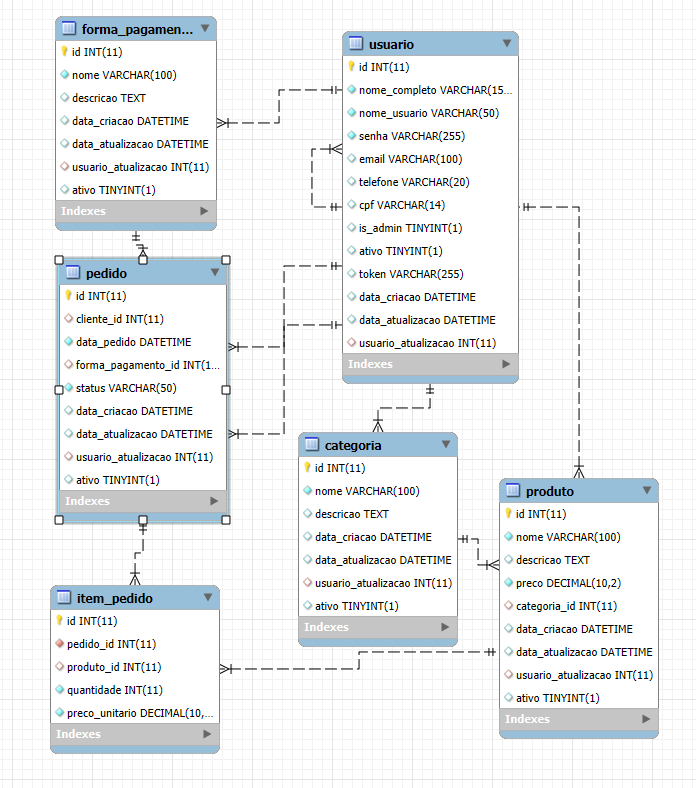 forma_pagamen...
id INT(11)
nome VARCHAR(100)
descricao TEXT
data_criacao DATETIME
data_atualizacao DATETIME
usuario_atualizacao INT(11)
ativo TINYINT(1)
Indexes
usuario
id INT(11)
nome_completo VARCHAR(15...
nome_usuario VARCHAR(50)
senha VARCHAR(255)
email VARCHAR(100)
telefone VARCHAR(20)
cpf VARCHAR(14)
is_admin TINYINT(1)
ativo TINYINT(1)
token VARCHAR(255)
data_criacao DATETIME
data_atualizacao DATETIME
usuario_atualizacao INT(11)
Indexes
pedido
id INT(11)
cliente_id INT(11)
data_pedido DATETIME
forma_pagamento_id INT(1...
status VARCHAR(50)
data_criacao DATETIME
data_atualizacao DATETIME
usuario_atualizacao INT(11)
ativo TINYINT(1)
Indexes
categoria
id INT(11)
nome VARCHAR(100)
descricao TEXT
data_criacao DATETIME
data_atualizacao DATETIME
usuario_atualizacao INT(11)
ativo TINYINT(1)
Indexes
produto
id INT(11)
nome VARCHAR(100)
descricao TEXT
preco DECIMAL(10,2)
categoria_id INT(11)
data_criacao DATETIME
data_atualizacao DATETIME
usuario_atualizacao INT(11)
ativo TINYINT(1)
Indexes
item_pedido
id INT(11)
pedido_id INT(11)
produto_id INT(11)
quantidade INT(11)
preco_unitario DECIMAL(10,...
Indexes